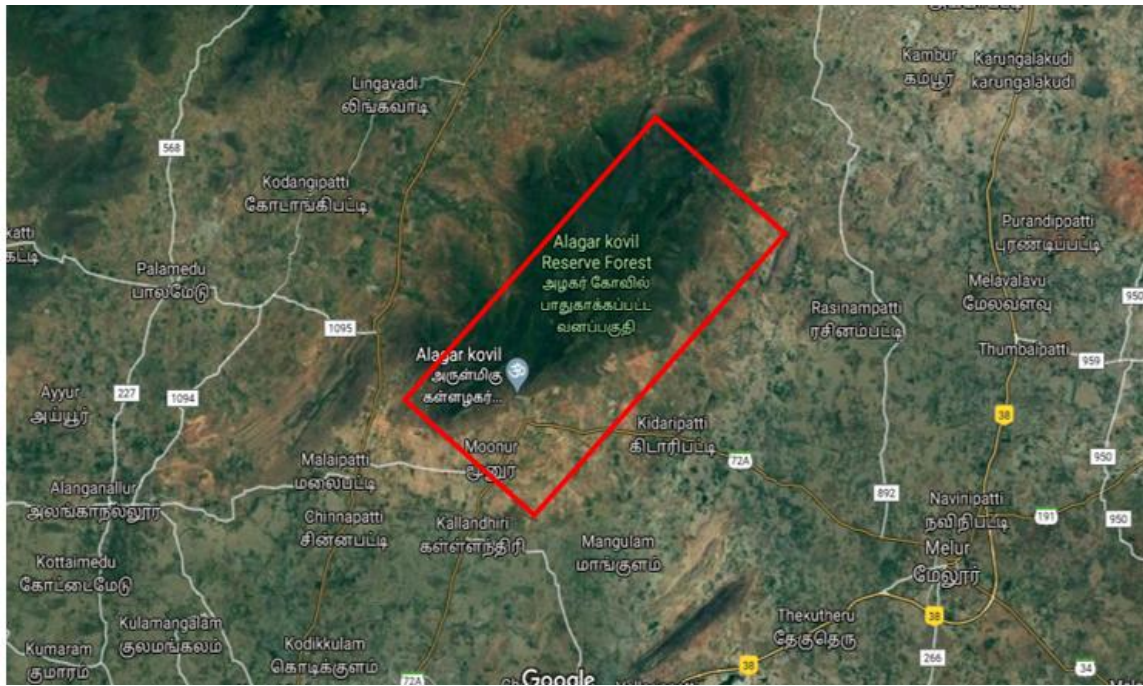 Kambur
கம்பூர்
Karungalakudi
karungalakudi
Lingavadi
லிங்கவாடி
568
Kodangipatti
கோடாங்கிபட்டி
Purandippatti
புரண்டிப்பட்டி
Alagar kovil
Reserve Forest
அழகர் கோவில்
பாதுகாக்கப்பட்ட
வனப்பகுதி
Palamedu
பாலமேடு
Melavalavu
மேலவளவு
950
Rasinampatti
ரசினம்பட்டி
1095
Thumbaipatti
959
Alagar kovil
அருள்மிகு
கள்ளழகர்...
Ayyur
அய்யூர்
227
1094
38
Kidaripatti
கிடாரிபட்டி
Moonur
மூனுர
72A
950
Malaipatti
மலைபட்டி
Alanganallur
அலங்காநல்லூர்
892
Navinipatti
நவிநிபட்டி
191
950
Chinnapatti
சின்னபட்டி
Kallandhiri
கள்ளந்திரி
Mangulam
மாங்குளம்
Melur
மேலூர்
Kottaimedu
கோட்டைமேடு
Thekutheru
தேகுதெரு
38
Kulamangalam
குலமங்கலம்
Kodikkulam
கொடிக்குளம்
Kumaram
குமாரம்
266
38
34
72A
Google